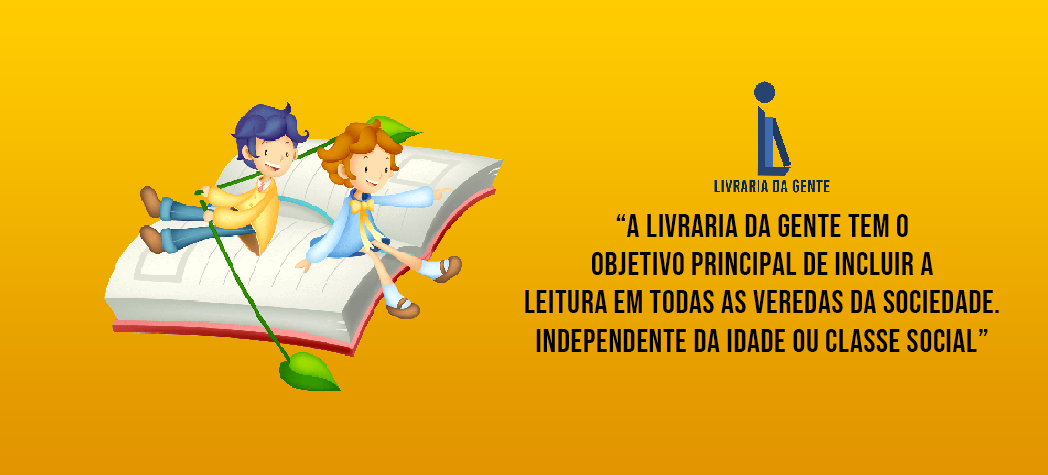 LIVRARIA DA GENTE
“A LIVRARIA DA GENTE TEM O
OBJETIVO PRINCIPAL DE INCLUIR A
LEITURA EM TODAS AS VEREDAS DA SOCIEDADE.
INDEPENDENTE DA IDADE OU CLASSE SOCIAL”